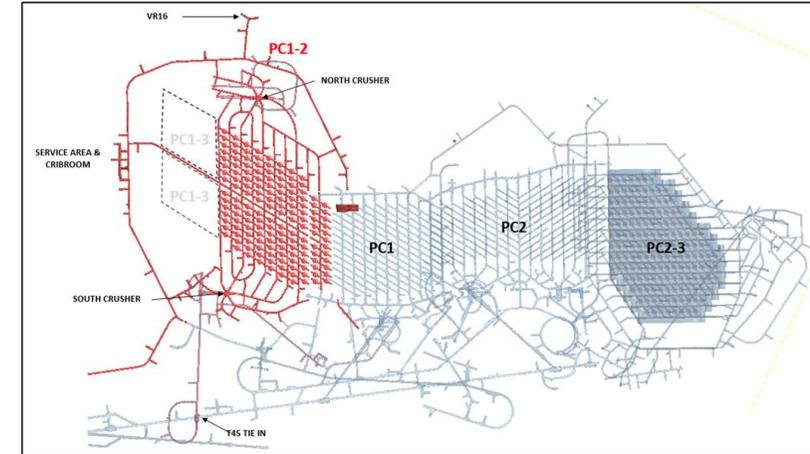 VR16
PC1-2
NORTH CRUSHER
PC1-3
SERVICE AREA &
CRIBROOM
PC1-3
PC2
PC1
PC2-3
SOUTH CRUSHER
T4S TIE IN